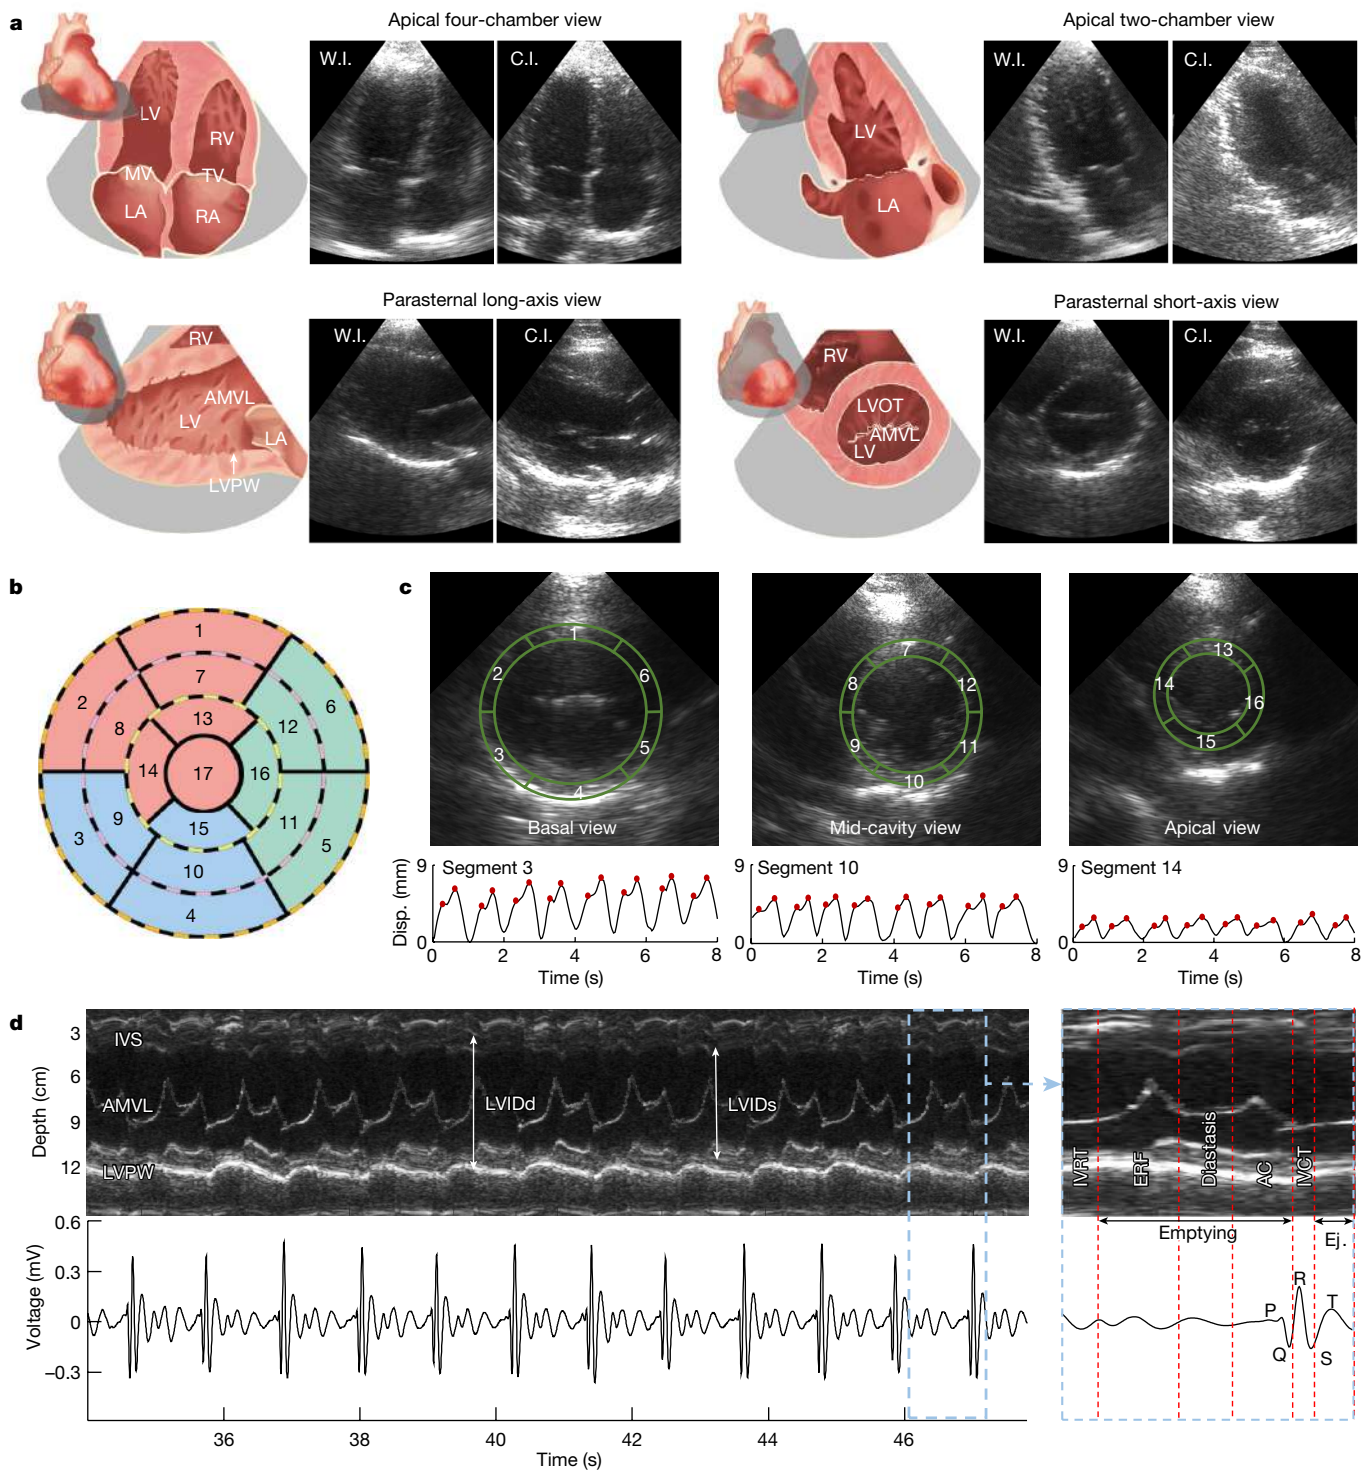 a
Apical four-chamber view
W.I.
C.I.
LV
RV
MV
TV
LA
RA
Apical two-chamber view
W.I.
C.I.
LV
LA
Parasternal long-axis view
W.I.
C.I.
RV
AMVL
LV
LA
LVPW
Parasternal short-axis view
W.I.
C.I.
RV
LVOT
AMVL
LV
b
1
2
7
6
8
12
13
14
17
16
9
15
11
3
10
5
4
c
1
2
6
3
5
4
Basal view
7
8
12
9
11
10
Mid-cavity view
13
14
16
15
Apical view
Segment 3
Disp. (mm)
9
0
0 2 4 6 8
Time (s)
Segment 10
9
0
0 2 4 6 8
Time (s)
Segment 14
9
0
0 2 4 6 8
Time (s)
d
Depth (cm)
3
6
9
12
IVS
AMVL
LVPW
LVIDd
LVIDs
IVRT
ERF
Diastasis
AC
IVCT
Emptying
Ej.
Voltage (mV)
0.6
0.3
0
–0.3
36 38 40 42 44 46
Time (s)
P
Q
R
S
T